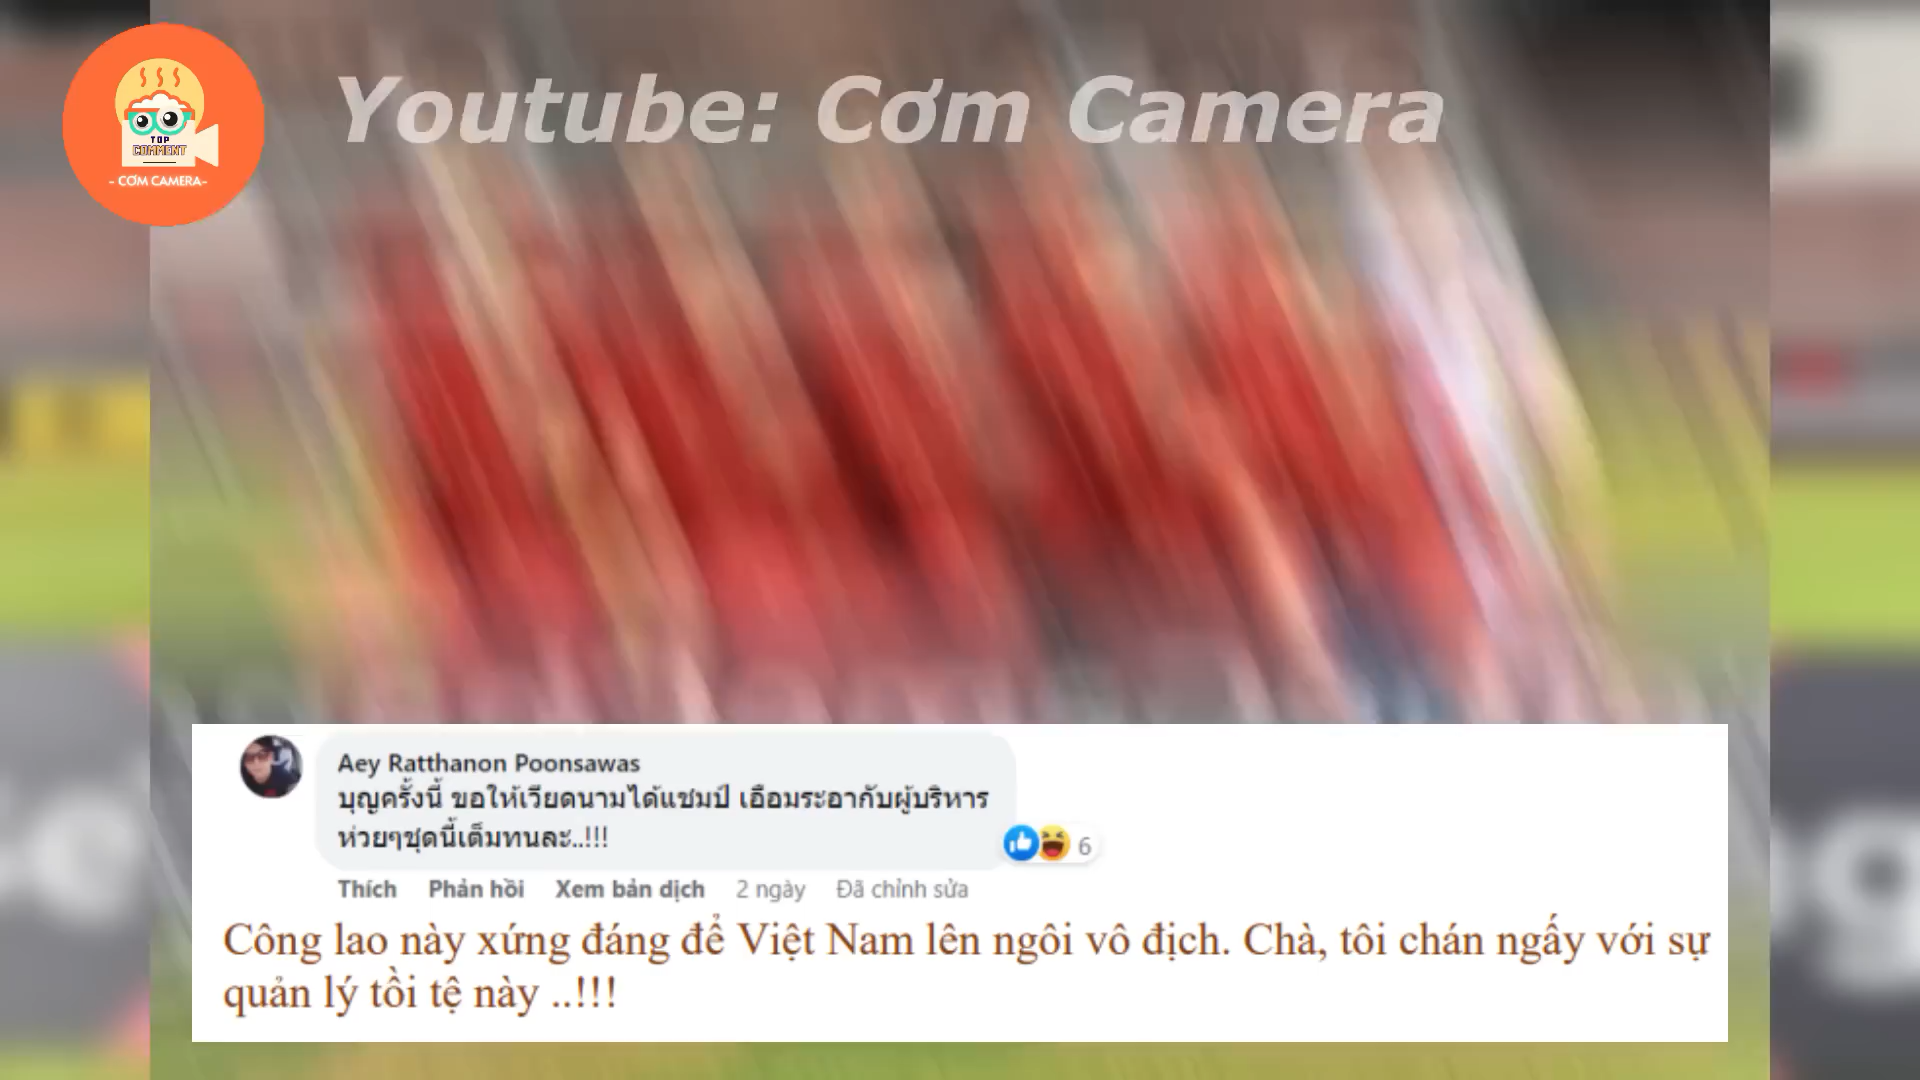 Youtube: Cơm Camera
TOP
COMMENT
- CƠM CAMERA-
Aey Ratthanon Poonsawas
บุญครั้งนี้ ขอให้เวียดนามได้แชมป์ เอือมระอากับผู้บริหาร
ห่วยๆชุดนี้เต็มทนละ..!!!
6
Thích Phản hồi Xem bản dịch 2 ngày Đã chỉnh sửa
Công lao này xứng đáng để Việt Nam lên ngôi vô địch. Chà, tôi chán ngấy với sự
quản lý tồi tệ này ..!!!